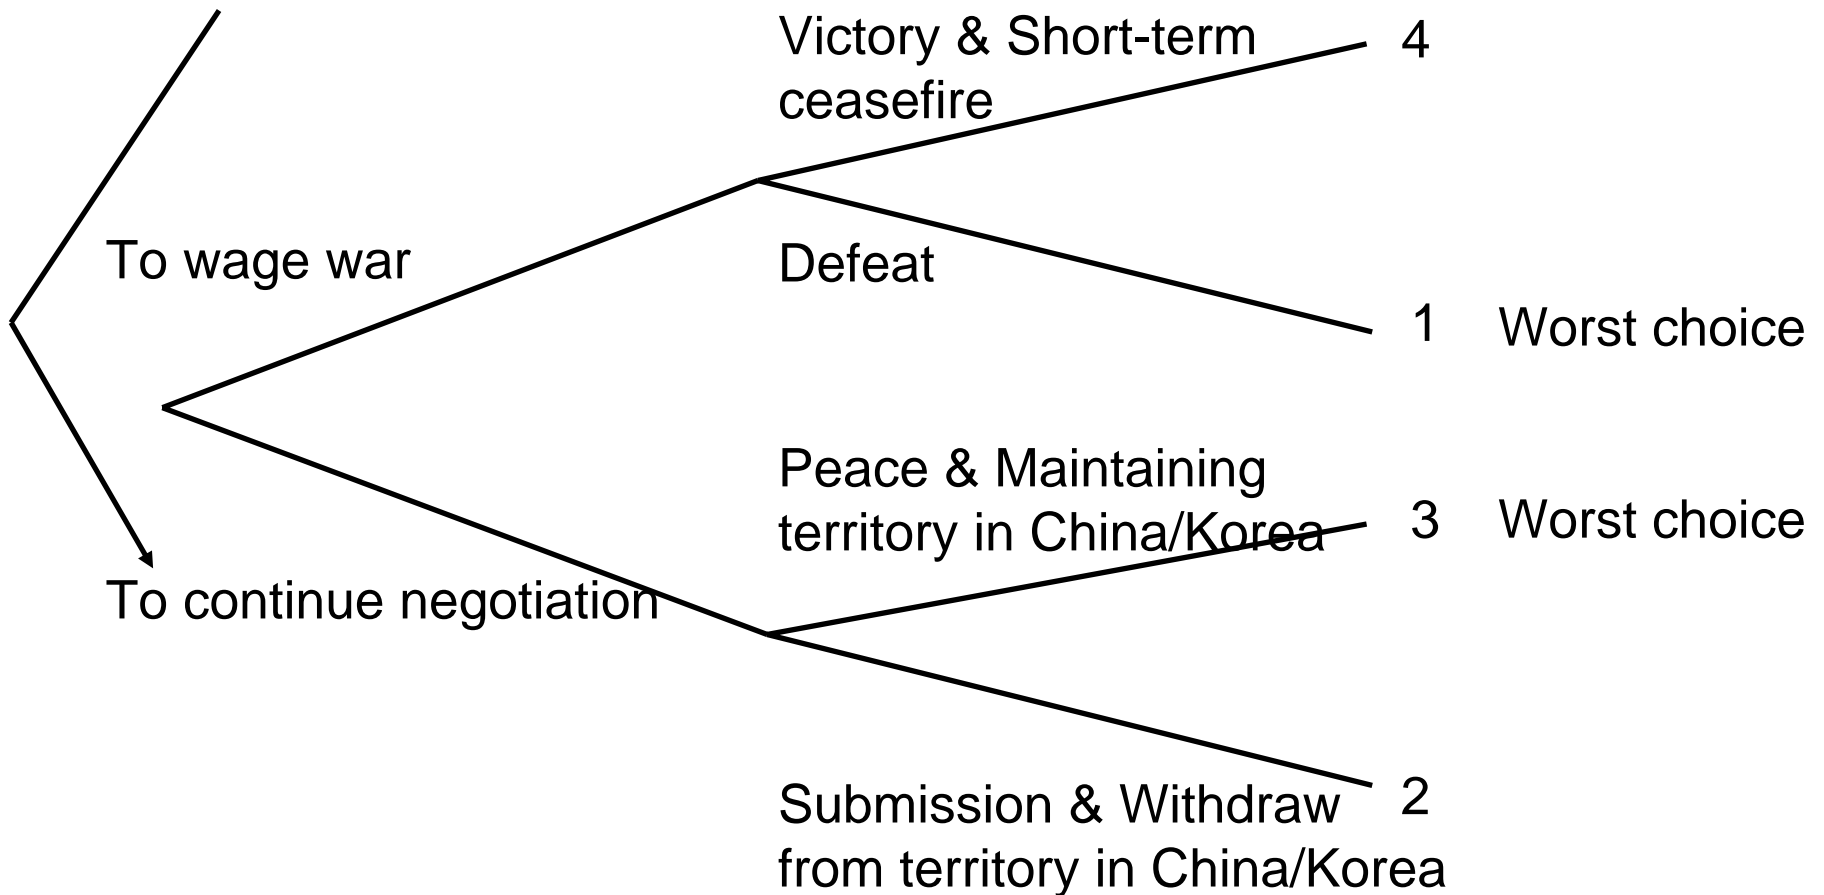 Victory & Short-term
ceasefire
4
To wage war
Defeat
1
Worst choice
Peace & Maintaining
territory in China/Korea
3
Worst choice
To continue negotiation
Submission & Withdraw
from territory in China/Korea
2